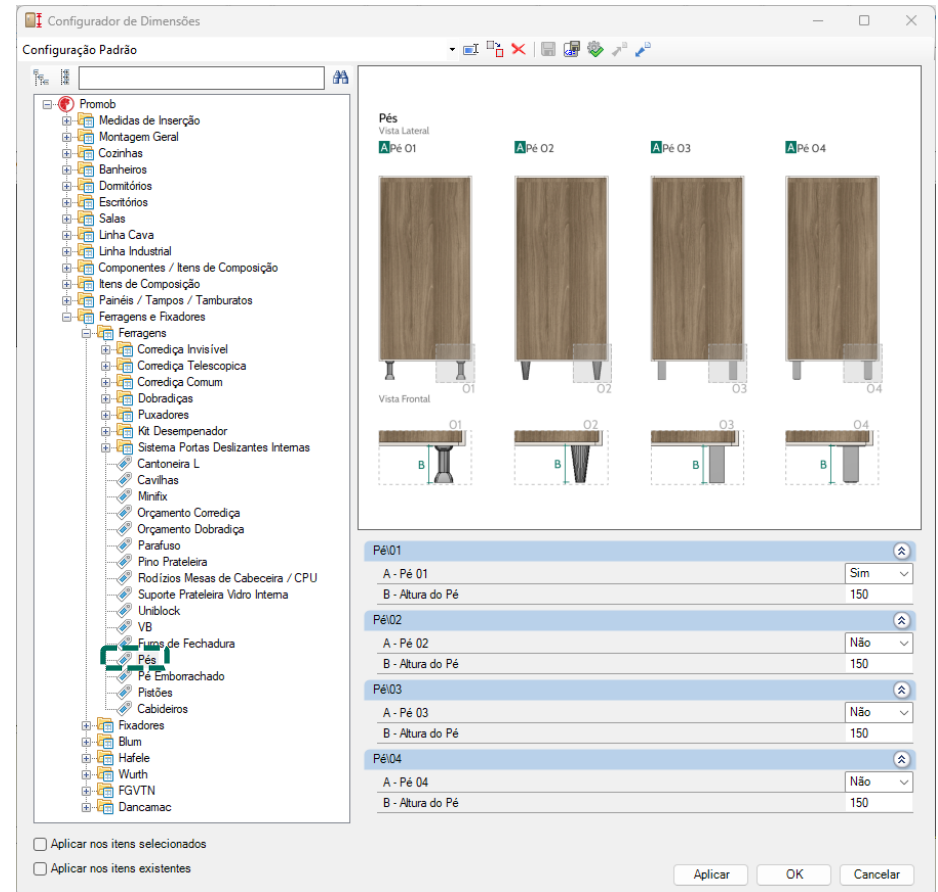 Configurador de Dimensões
Configuração Padrão
Promob
Medidas de Inserção
Montagem Geral
Cozinhas
Banheiros
Dormitórios
Escritórios
Salas
Linha Cava
Linha Industrial
Componentes / Itens de Composição
Itens de Composição
Painéis / Tampos / Tamburatos
Ferragens e Fixadores
Ferragens
Corrediça Invisível
Corrediça Telescopica
Corrediça Comum
Dobradiças
Puxadores
Kit Desempenador
Sistema Portas Deslizantes Internas
Cantoneira L
Cavilhas
Minifix
Orçamento Corrediça
Orçamento Dobradiça
Parafuso
Pino Prateleira
Rodízios Mesas de Cabeceira / CPU
Suporte Prateleira Vidro Interna
Uniblock
VB
Furos de Fechadura
Pés
Pé Emborrachado
Pistões
Cabideiros
Fixadores
Blum
Hafele
Wurth
FGVTN
Dancamac
Pés
Vista Lateral
A Pé 01 A Pé 02 A Pé 03 A Pé 04
01 02 03 04
Vista Frontal
01 02 03 04
B B B B
Pé\01
A - Pé 01 Sim
B - Altura do Pé 150
Pé\02
A - Pé 02 Não
B - Altura do Pé 150
Pé\03
A - Pé 03 Não
B - Altura do Pé 150
Pé\04
A - Pé 04 Não
B - Altura do Pé 150
Aplicar nos itens selecionados
Aplicar nos itens existentes
Aplicar OK Cancelar